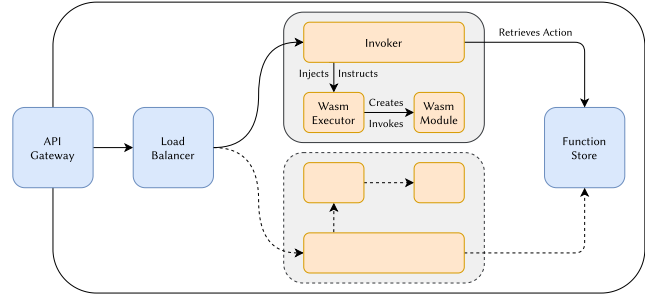 Invoker
Retrieves Action
Injects Instructs
Wasm
Executor
Creates
Invokes
Wasm
Module
API
Gateway
Load
Balancer
Function
Store